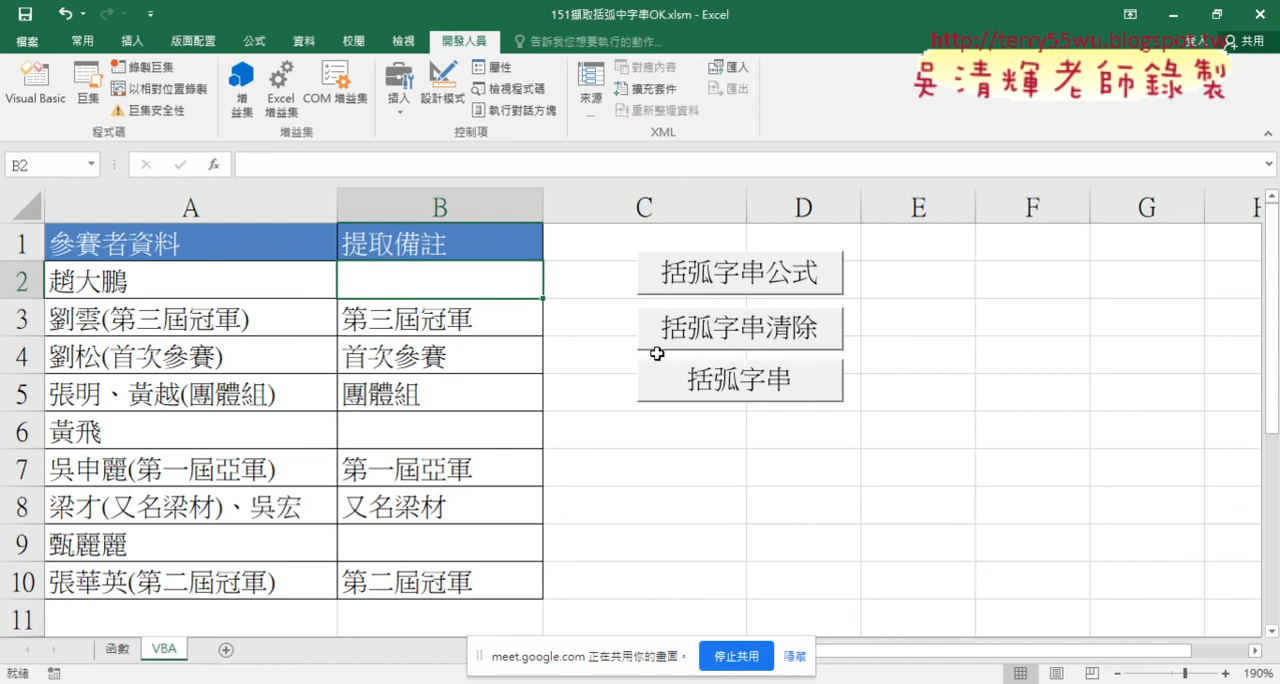 151擷取括弧中字串OK.xlsm - Excel
檔案 常用 插入 版面配置 公式 資料 校閱 檢視 開發人員 告訴我您想要執行的動作... 共用
http://terry55wu.blogspot.tw
吳清輝老師錄製
Visual Basic 巨集 錄製巨集 以相對位置錄製 巨集安全性
增益集 Excel 增益集 COM 增益集
插入 設計模式 屬性 檢視程式碼 執行對話方塊
來源... 對應內容 擴充套件 重新整理資料 匯入 匯出
程式碼 增益集 控制項 XML
B2 fx
A B C D E F G H
1 參賽者資料 提取備註
2 趙大鵬
3 劉雲(第三屆冠軍) 第三屆冠軍
4 劉松(首次參賽) 首次參賽
5 張明、黃越(團體組) 團體組
6 黃飛
7 吳申麗(第一屆亞軍) 第一屆亞軍
8 梁才(又名梁材)、吳宏 又名梁材
9 甄麗麗
10 張華英(第二屆冠軍) 第二屆冠軍
11
括弧字串公式
括弧字串清除
括弧字串
函數 VBA
meet.google.com 正在共用你的畫面。 停止共用 隱藏
就緒 190%